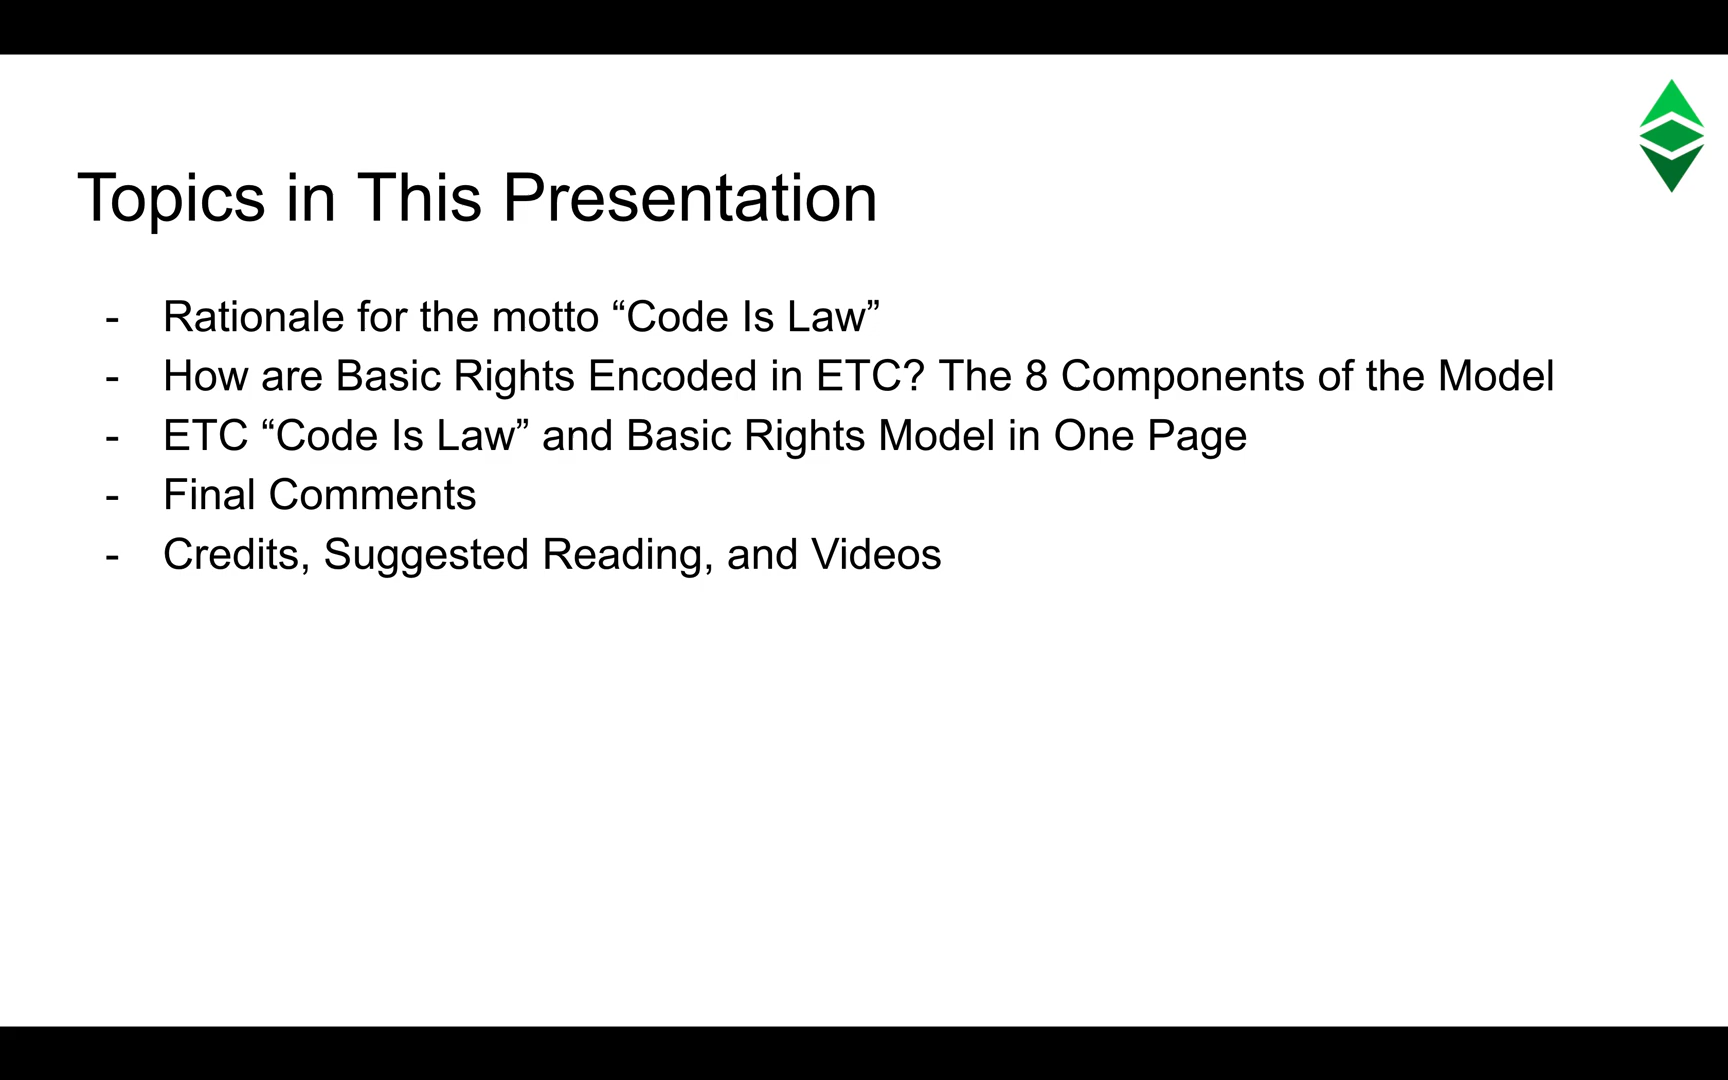 Topics in This Presentation
- Rationale for the motto “Code Is Law”
- How are Basic Rights Encoded in ETC? The 8 Components of the Model
- ETC “Code Is Law” and Basic Rights Model in One Page
- Final Comments
- Credits, Suggested Reading, and Videos